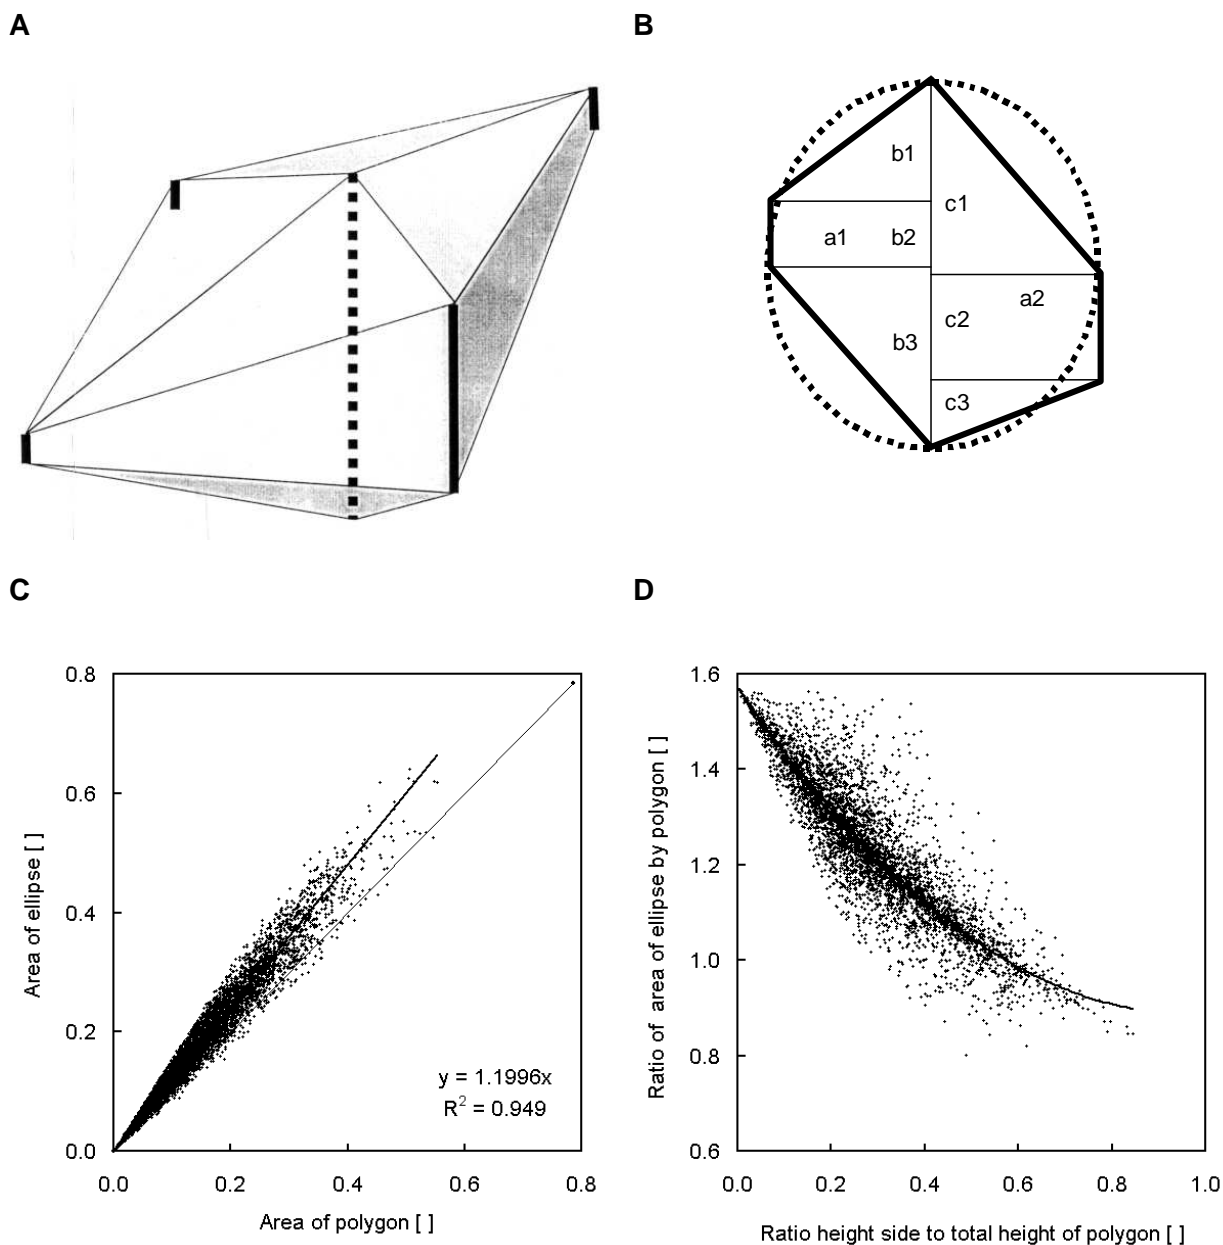 A
B
b1
c1
a1 b2
a2
c2
b3
c3
C
D
0.8
0.6
0.4
0.2
0.0
Area of ellipse [ ]
y = 1.1996x
R² = 0.949
0.0 0.2 0.4 0.6 0.8
Area of polygon [ ]
1.6
1.4
1.2
1.0
0.8
0.6
Ratio of area of ellipse by polygon [ ]
0.0 0.2 0.4 0.6 0.8 1.0
Ratio height side to total height of polygon [ ]